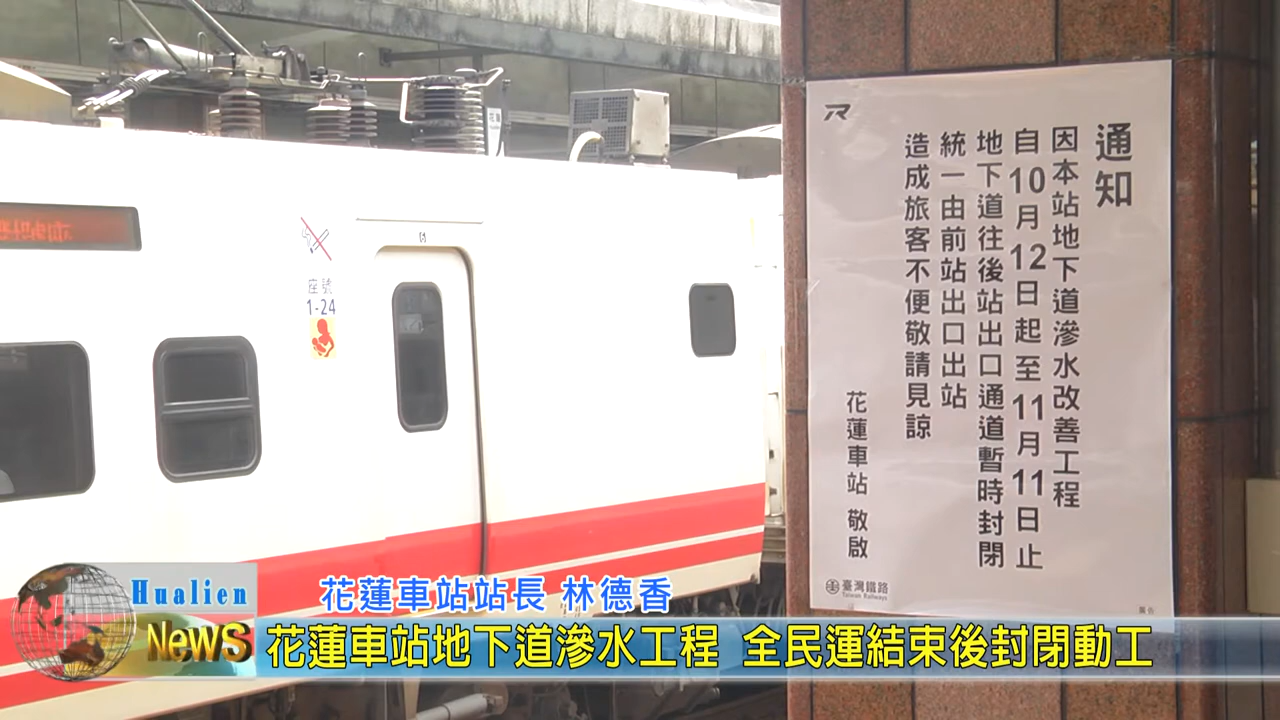 通知
因本站地下道滲水改善工程
自10月12日起至11月11日止
地下道往後站出口通道暫時封閉
統一由前站出口出站
造成旅客不便敬請見諒
花蓮車站 敬啟
臺灣鐵路
Taiwan Railways
廣告
座號
1-24
Hualien
News
花蓮車站站長 林德香
花蓮車站地下道滲水工程 全民運結束後封閉動工